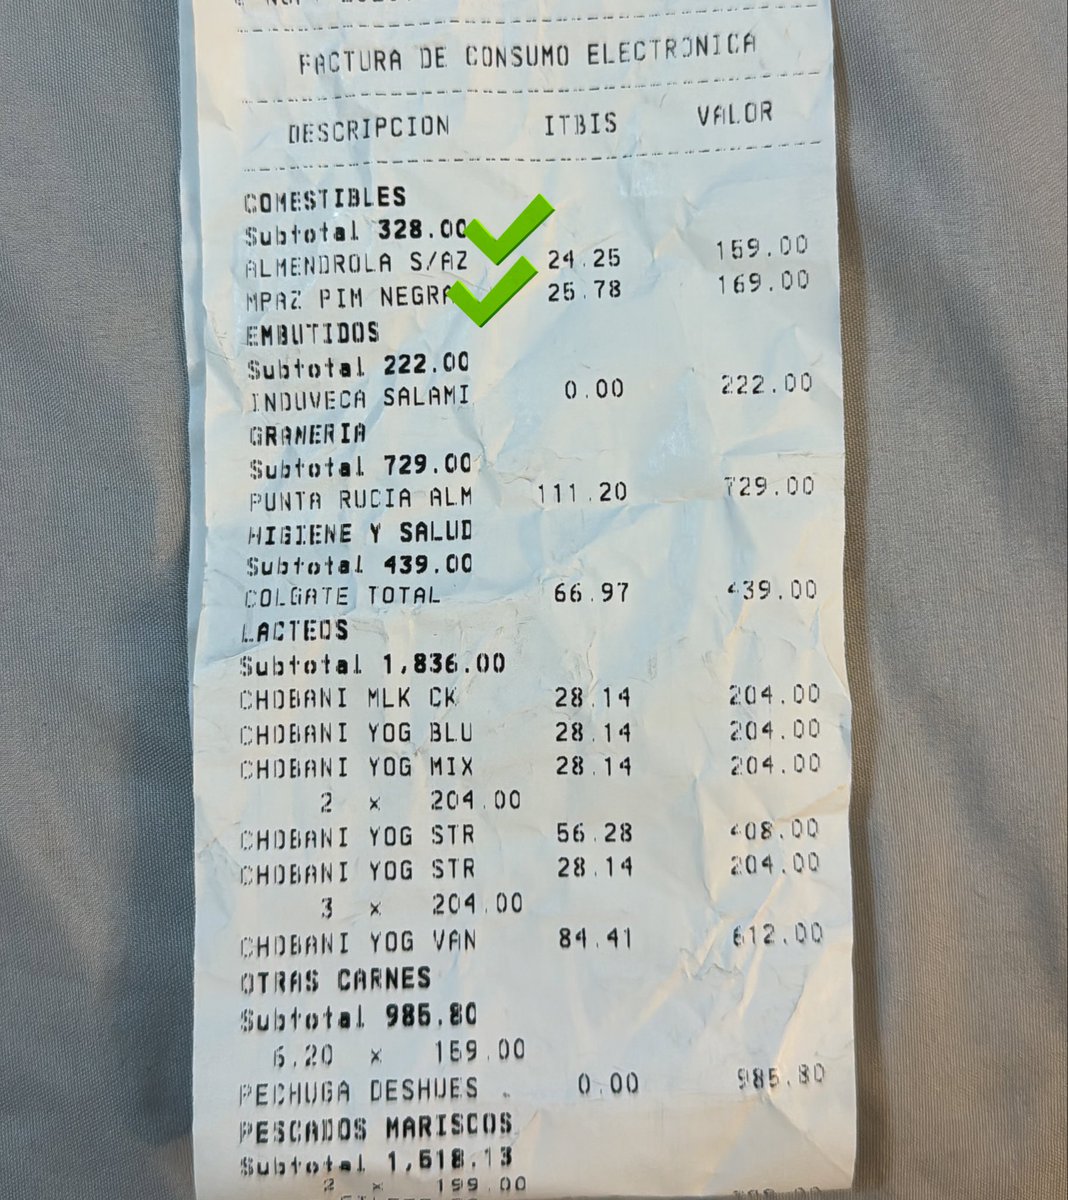 FACTURA DE CONSUMO ELECTRONICA
DESCRIPCION ITBIS VALOR
COMESTIBLES
Subtotal 328.00
ALMENDROLA S/AZ 24.25 159.00
MPAZ PIM NEGRA 25.78 169.00
EMBUTIDOS
Subtotal 222.00
INDUVECA SALAMI 0.00 222.00
GRANERIA
Subtotal 729.00
PUNTA RUCIA ALM 111.20 729.00
HIGIENE Y SALUD
Subtotal 439.00
COLGATE TOTAL 66.97 439.00
LACTEOS
Subtotal 1,836.00
CHOBANI MLK CK 28.14 204.00
CHOBANI YOG BLU 28.14 204.00
CHOBANI YOG MIX 28.14 204.00
2 x 204.00
CHOBANI YOG STR 56.28 408.00
CHOBANI YOG STR 28.14 204.00
3 x 204.00
CHOBANI YOG VAN 84.41 612.00
OTRAS CARNES
Subtotal 985.80
6.20 x 159.00
PECHUGA DESHUES . 0.00 985.80
PESCADOS MARISCOS
Subtotal 1,618.13
2 x 199.00